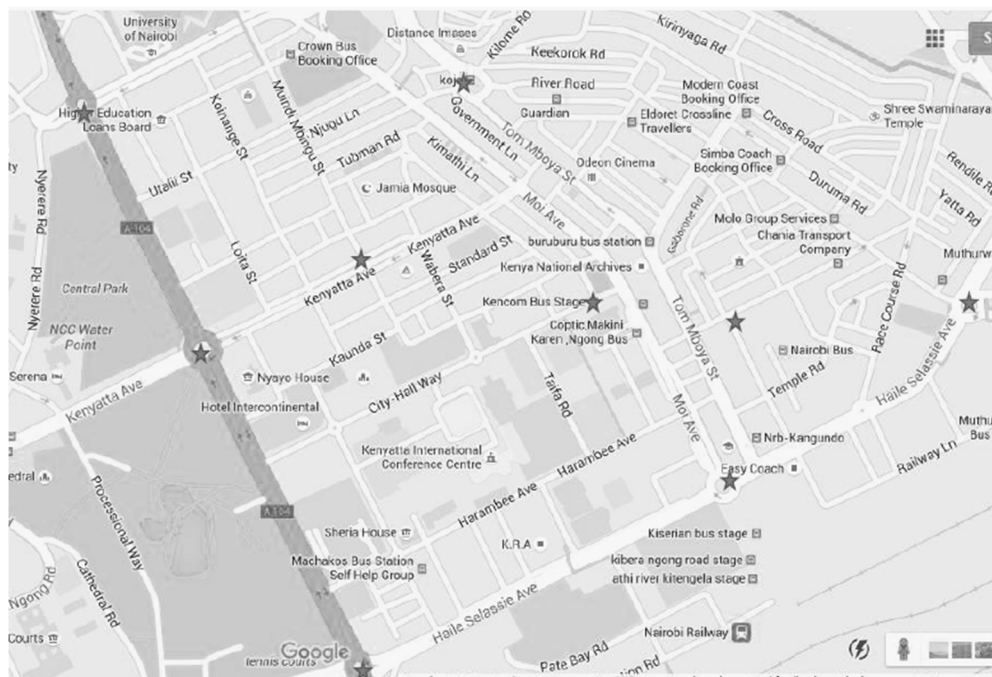 University
of Nairobi
Distance Images
Kilome Rd
Kirinyaga Rd
Crown Bus
Booking Office
Keekorok Rd
River Road
Guardian
Modern Coast
Booking Office
Eldoret Crossline
Travellers
Cross Road
Shree Swaminaraya
Temple
Loans Board
Koinange St
Muindi Mbingu St
Njugu Ln
Tubman Rd
Kimathi Ln
Government Ln
Tom Mboya St
Odeon Cinema
Simba Coach
Booking Office
Duruma Rd
Rendile Ro
Yatta Rd
Utalii St
Jamia Mosque
Moi Ave
Gaborone Rd
Molo Group Services
Chania Transport
Company
Muthurw
Nyerere Rd
A 104
Kenyatta Ave
Standard St
Wabera St
buruburu bus station
Kenya National Archives
Loita St
Central Park
Nyerere Rd
Kenyatta Ave
Kencom Bus Stage
Coptic,Makini
Karen ,Ngong Bus
Race Course Rd
NCC Water
Point
Kaunda St
Tom Mboya St
Nairobi Bus
Haile Selassie Ave
Serena
Nyayo House
City-Hall Way
Taifa Rd
Temple Rd
Kenyatta Ave
Hotel Intercontinental
Moi Ave
Muthu
Bus
Kenyatta International
Conference Centre
Harambee Ave
Nrb-Kangundo
Railway Ln
edral
Easy Coach
Processional Way
A 104
Harambee Ave
Sheria House
K.R.A
Kiserian bus stage
Machakos Bus Station
Self Help Group
kibera ngong road stage
athi river kitengela stage
Ngong Rd
Cathedral Rd
Haile Selassie Ave
Courts
Google
tennis courts
Nairobi Railway
Pate Bay Rd